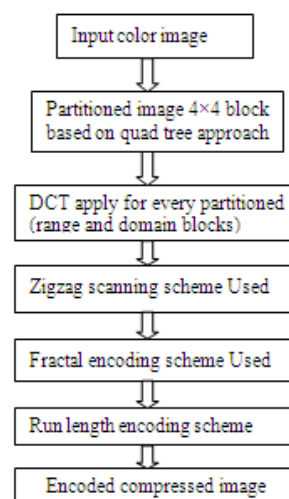 Input color image
Partitioned image 4×4 block
based on quad tree approach
DCT apply for every partitioned
(range and domain blocks)
Zigzag scanning scheme Used
Fractal encoding scheme Used
Run length encoding scheme
Encoded compressed image